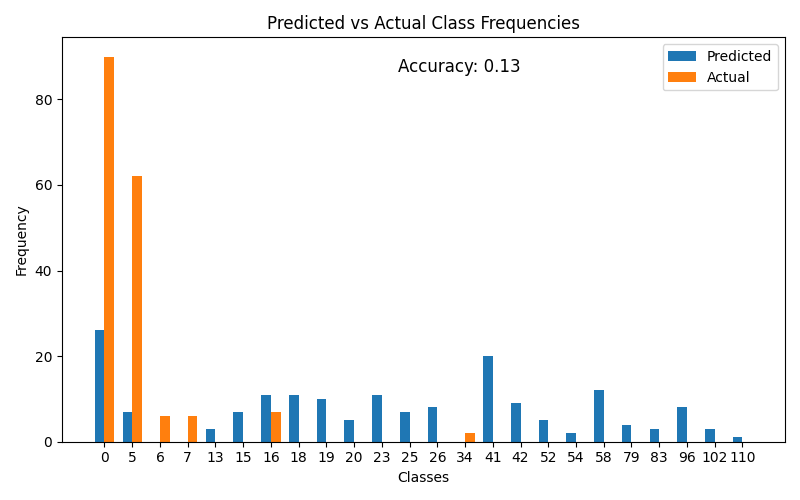 Predicted vs Actual Class Frequencies
Accuracy: 0.13
Predicted
Actual
80
60
40
20
0
Frequency
0 5 6 7 13 15 16 18 19 20 23 25 26 34 41 42 52 54 58 79 83 96 102 110
Classes